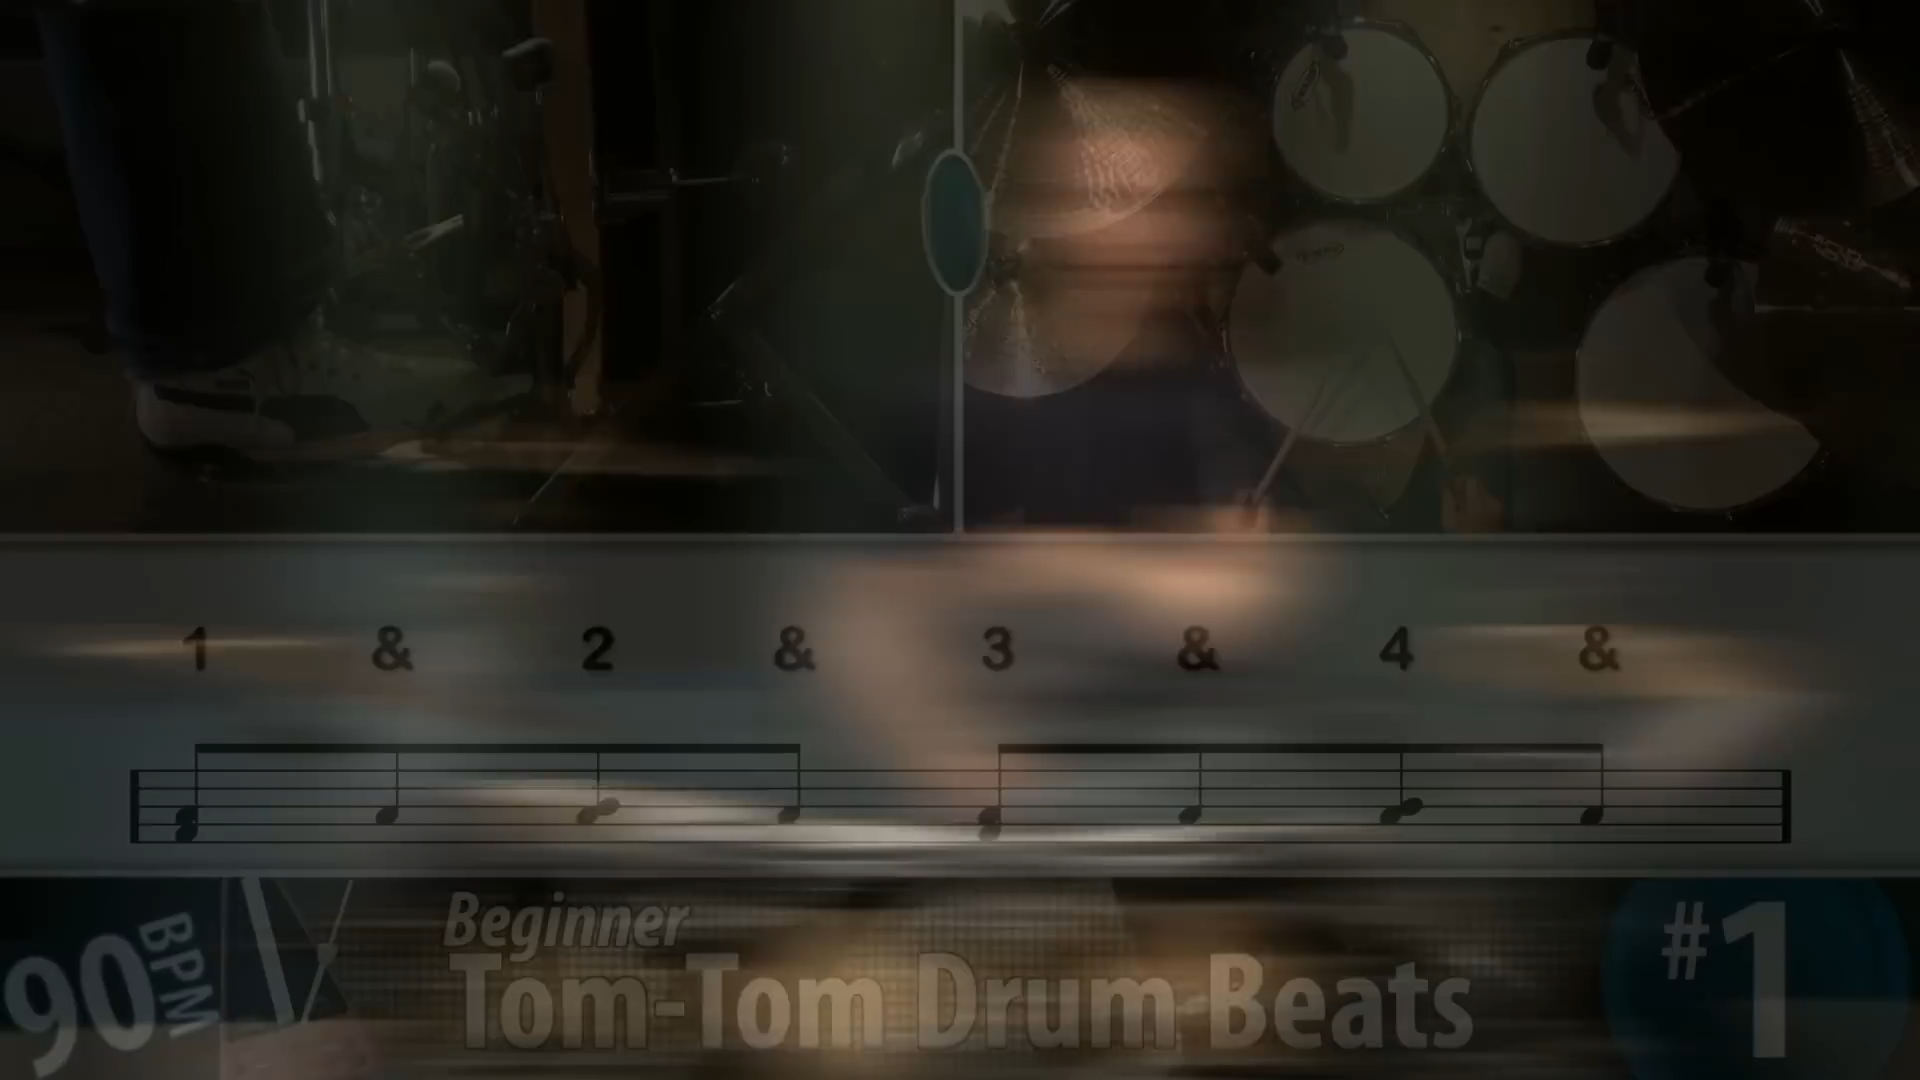 1 & 2 & 3 & 4 &
90 BPM
Beginner
Tom-Tom Drum Beats
#1